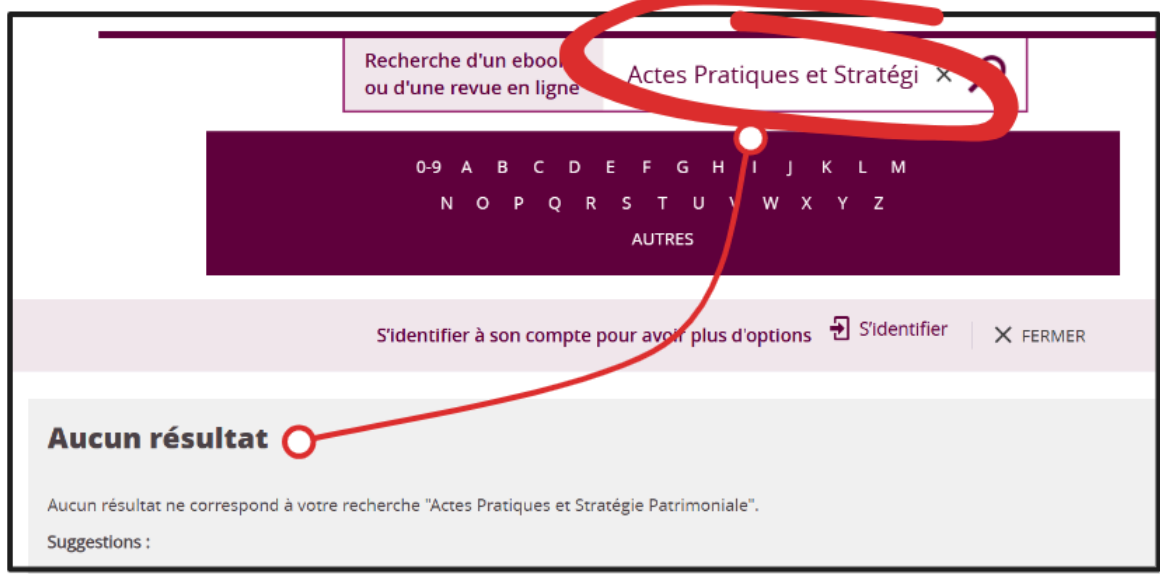 Recherche d'un ebook
ou d'une revue en ligne
Actes Pratiques et Stratégi ×
0-9 A B C D E F G H I J K L M
N O P Q R S T U V W X Y Z
AUTRES
S'identifier à son compte pour avoir plus d'options S'identifier × FERMER
Aucun résultat
Aucun résultat ne correspond à votre recherche "Actes Pratiques et Stratégie Patrimoniale".
Suggestions :